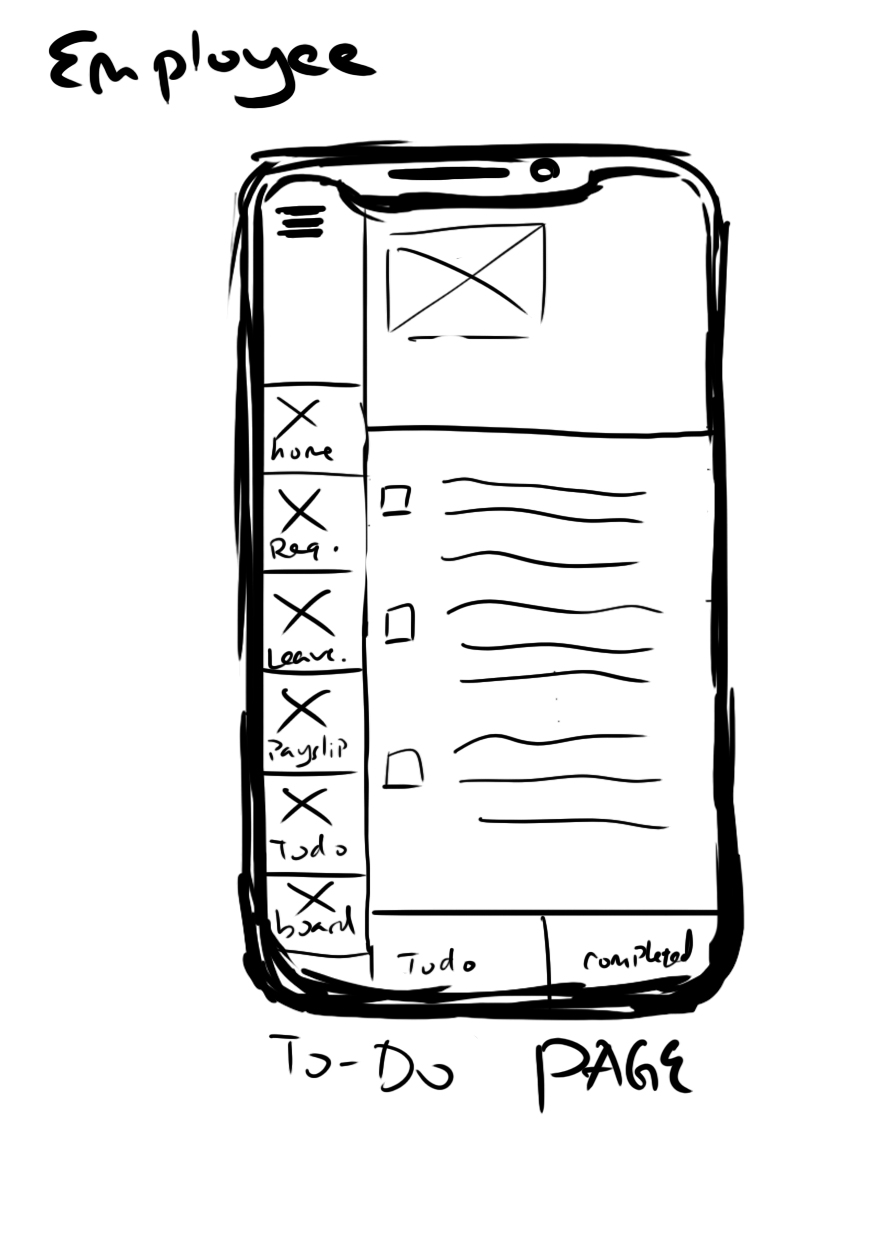 Employee
home
Req.
Leave.
Payslip
Todo
board
Todo
completed
To-Do PAGE